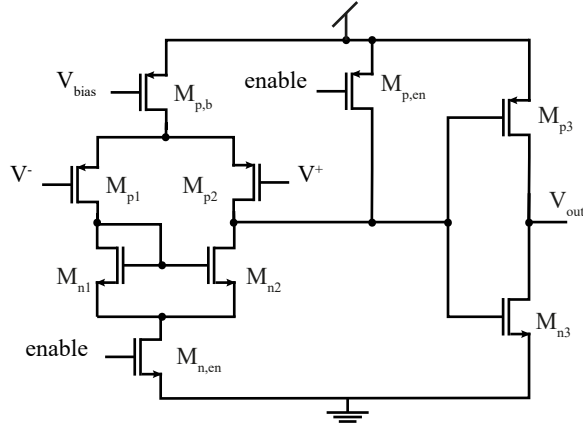 V_bias
M_p,b
enable
M_p,en
M_p3
V^-
M_p1
M_p2
V^+
V_out
M_n1
M_n2
M_n3
enable
M_n,en